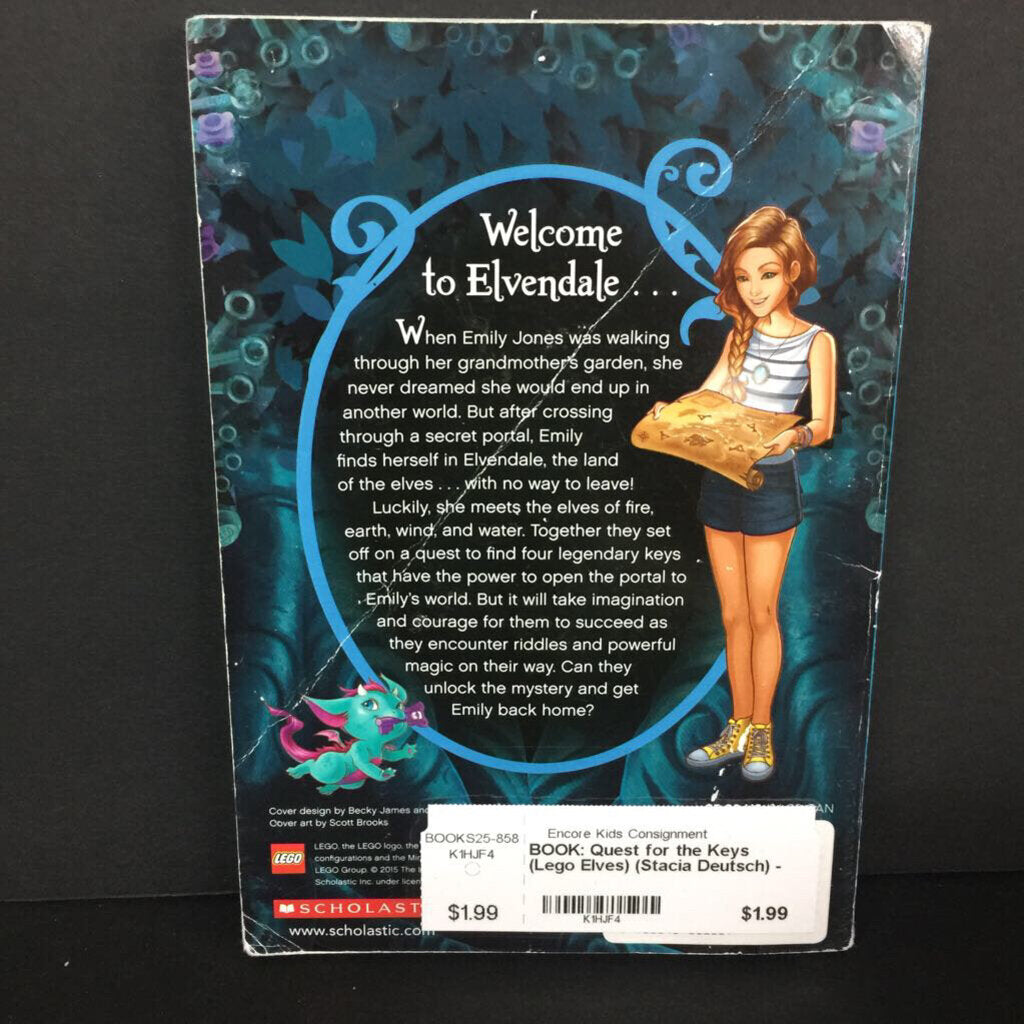 Welcome
to Elvendale . . .
When Emily Jones was walking
through her grandmother's garden, she
never dreamed she would end up in
another world. But after crossing
through a secret portal, Emily
finds herself in Elvendale, the land
of the elves . . . with no way to leave!
Luckily, she meets the elves of fire,
earth, wind, and water. Together they set
off on a quest to find four legendary keys
that have the power to open the portal to
Emily's world. But it will take imagination
and courage for them to succeed as
they encounter riddles and powerful
magic on their way. Can they
unlock the mystery and get
Emily back home?
Cover design by Becky James
Cover art by Scott Brooks
LEGO
LEGO, the LEGO logo, the
configurations and the
LEGO Group. © 2015 The
Scholastic Inc. under
SCHOLAST
www.scholastic.com
BOOKS25-858
K1HJF4
$1.99
Encore Kids Consignment
BOOK: Quest for the Keys
(Lego Elves) (Stacia Deutsch) -
K1HJF4
$1.99